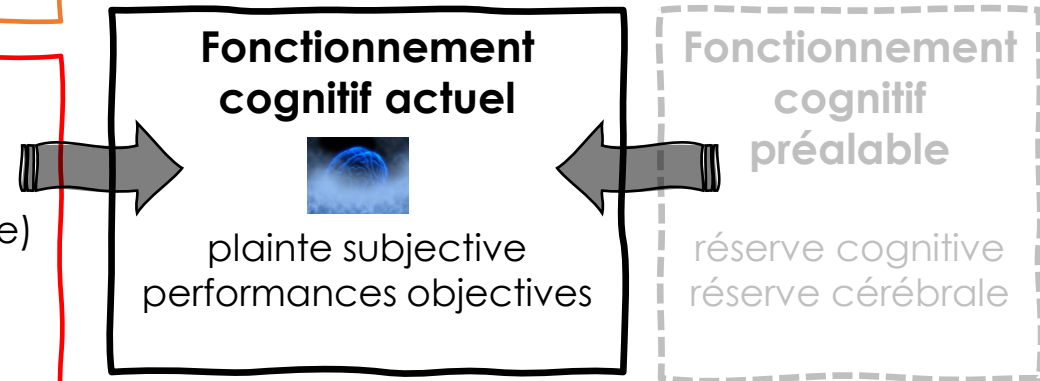 Fonctionnement
cognitif actuel
plainte subjective
performances objectives
Fonctionnement
cognitif
préalable
réserve cognitive
réserve cérébrale
e)